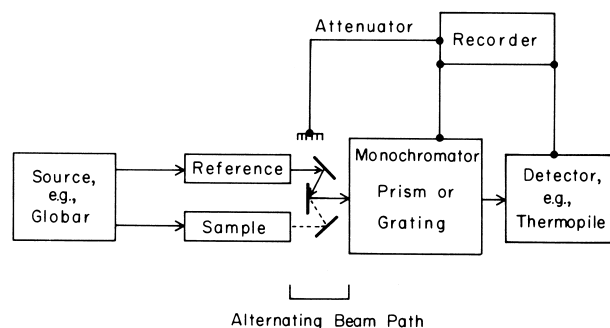 Attenuator
Recorder
Source,
e.g.,
Globar
Reference
Sample
Monochromator
Prism or
Grating
Detector,
e.g.,
Thermopile
Alternating Beam Path